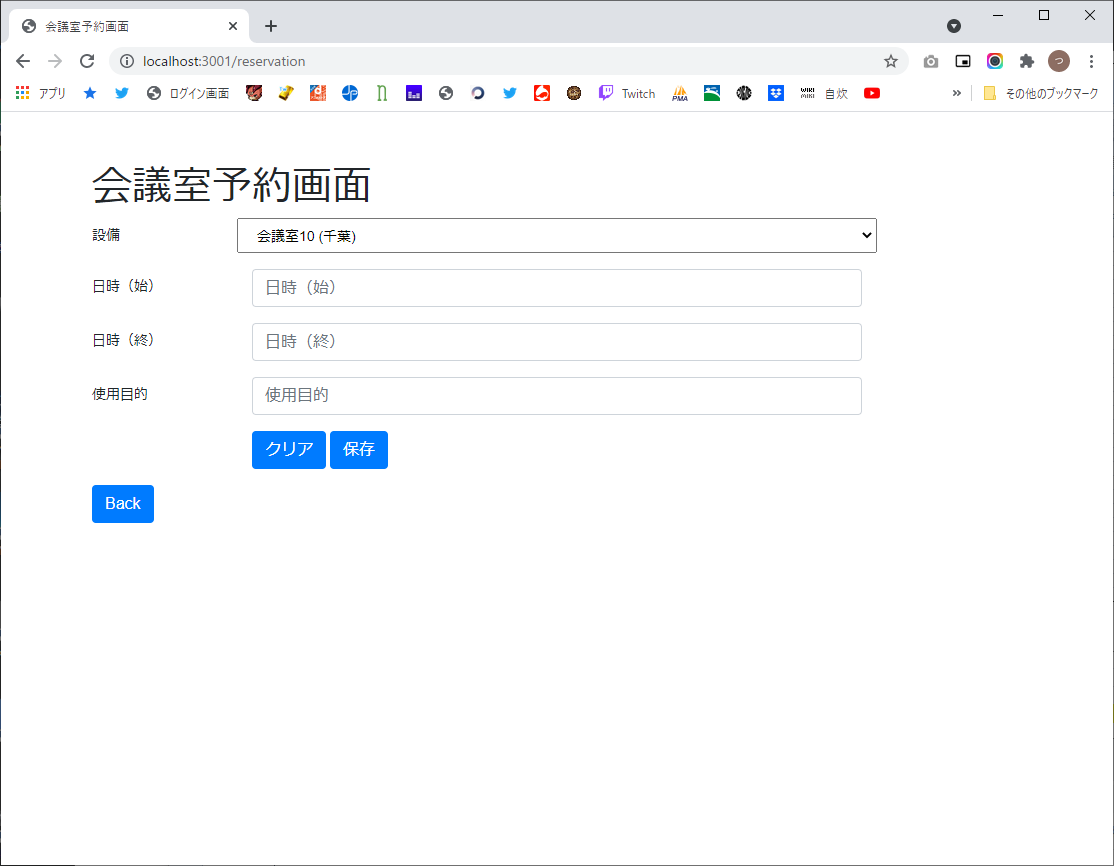 会議室予約画面
localhost:3001/reservation
アプリ ログイン画面 Twitch PMA WIKI WIKI 自炊 その他のブックマーク
会議室予約画面
設備 会議室10 (千葉)
日時（始） 日時（始）
日時（終） 日時（終）
使用目的 使用目的
クリア 保存
Back